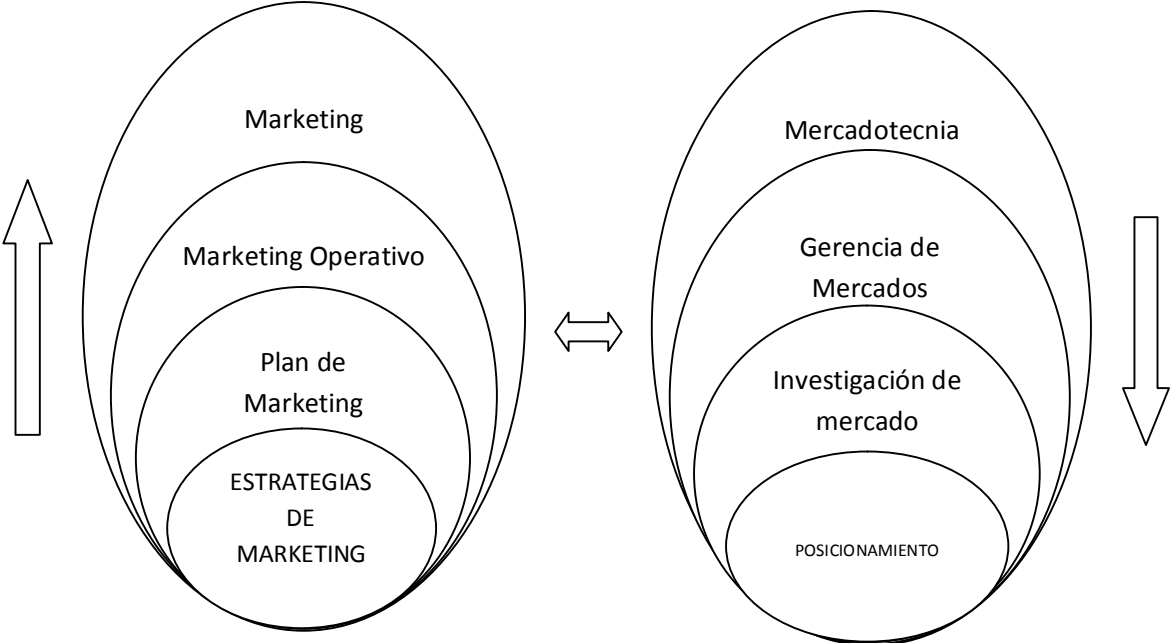 Marketing
Marketing Operativo
Plan de
Marketing
ESTRATEGIAS
DE
MARKETING
Mercadotecnia
Gerencia de
Mercados
Investigación de
mercado
POSICIONAMIENTO